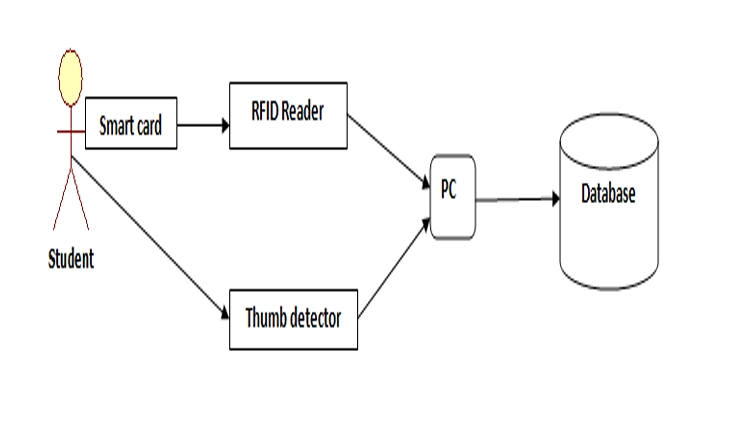 Smart card
RFID Reader
PC
Database
Student
Thumb detector